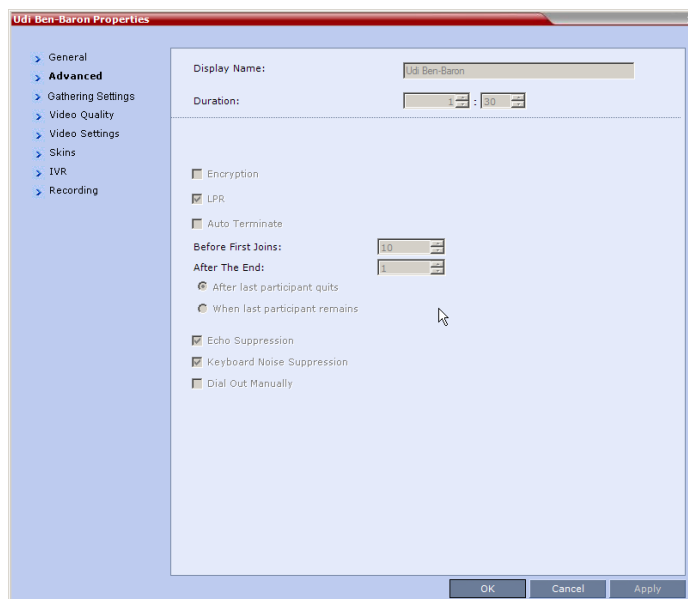 Udi Ben-Baron Properties
General
Advanced
Gathering Settings
Video Quality
Video Settings
Skins
IVR
Recording
Display Name: Udi Ben-Baron
Duration: 1 : 30
Encryption
LPR
Auto Terminate
Before First Joins: 10
After The End: 1
After last participant quits
When last participant remains
Echo Suppression
Keyboard Noise Suppression
Dial Out Manually
OK Cancel Apply